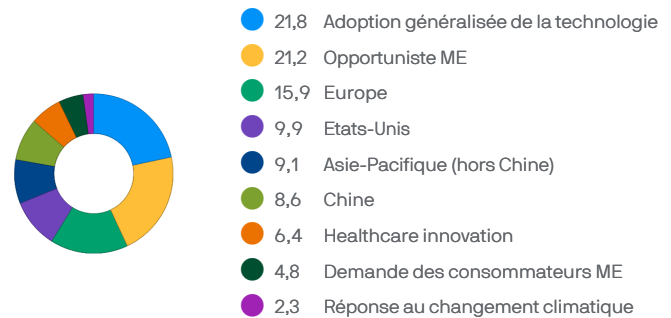 21,8 Adoption généralisée de la technologie
21,2 Opportuniste ME
15,9 Europe
9,9 Etats-Unis
9,1 Asie-Pacifique (hors Chine)
8,6 Chine
6,4 Healthcare innovation
4,8 Demande des consommateurs ME
2,3 Réponse au changement climatique